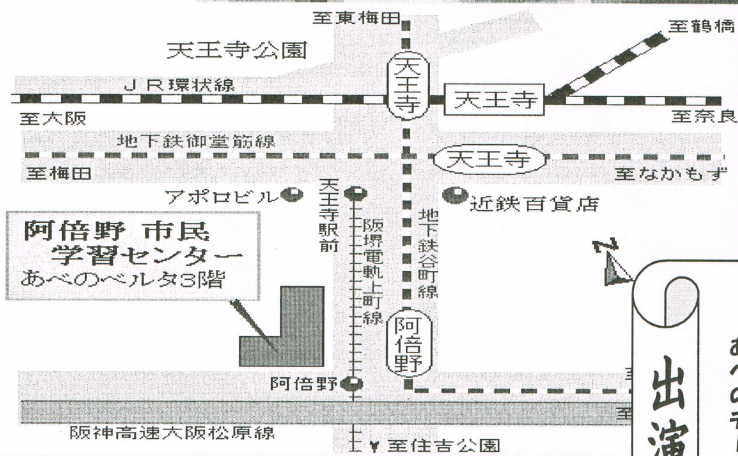 至東梅田
至鶴橋
天王寺公園
天王寺
JR環状線
天王寺
至大阪
至奈良
地下鉄御堂筋線
天王寺
至梅田
至なかもず
アポロビル
天王寺駅前
近鉄百貨店
阿倍野 市民
学習センター
あべのベルタ3階
阪堺電軌上町線
地下鉄谷町線
N
阿倍野
阿倍野
阪神高速大阪松原線
至住吉公園
出演